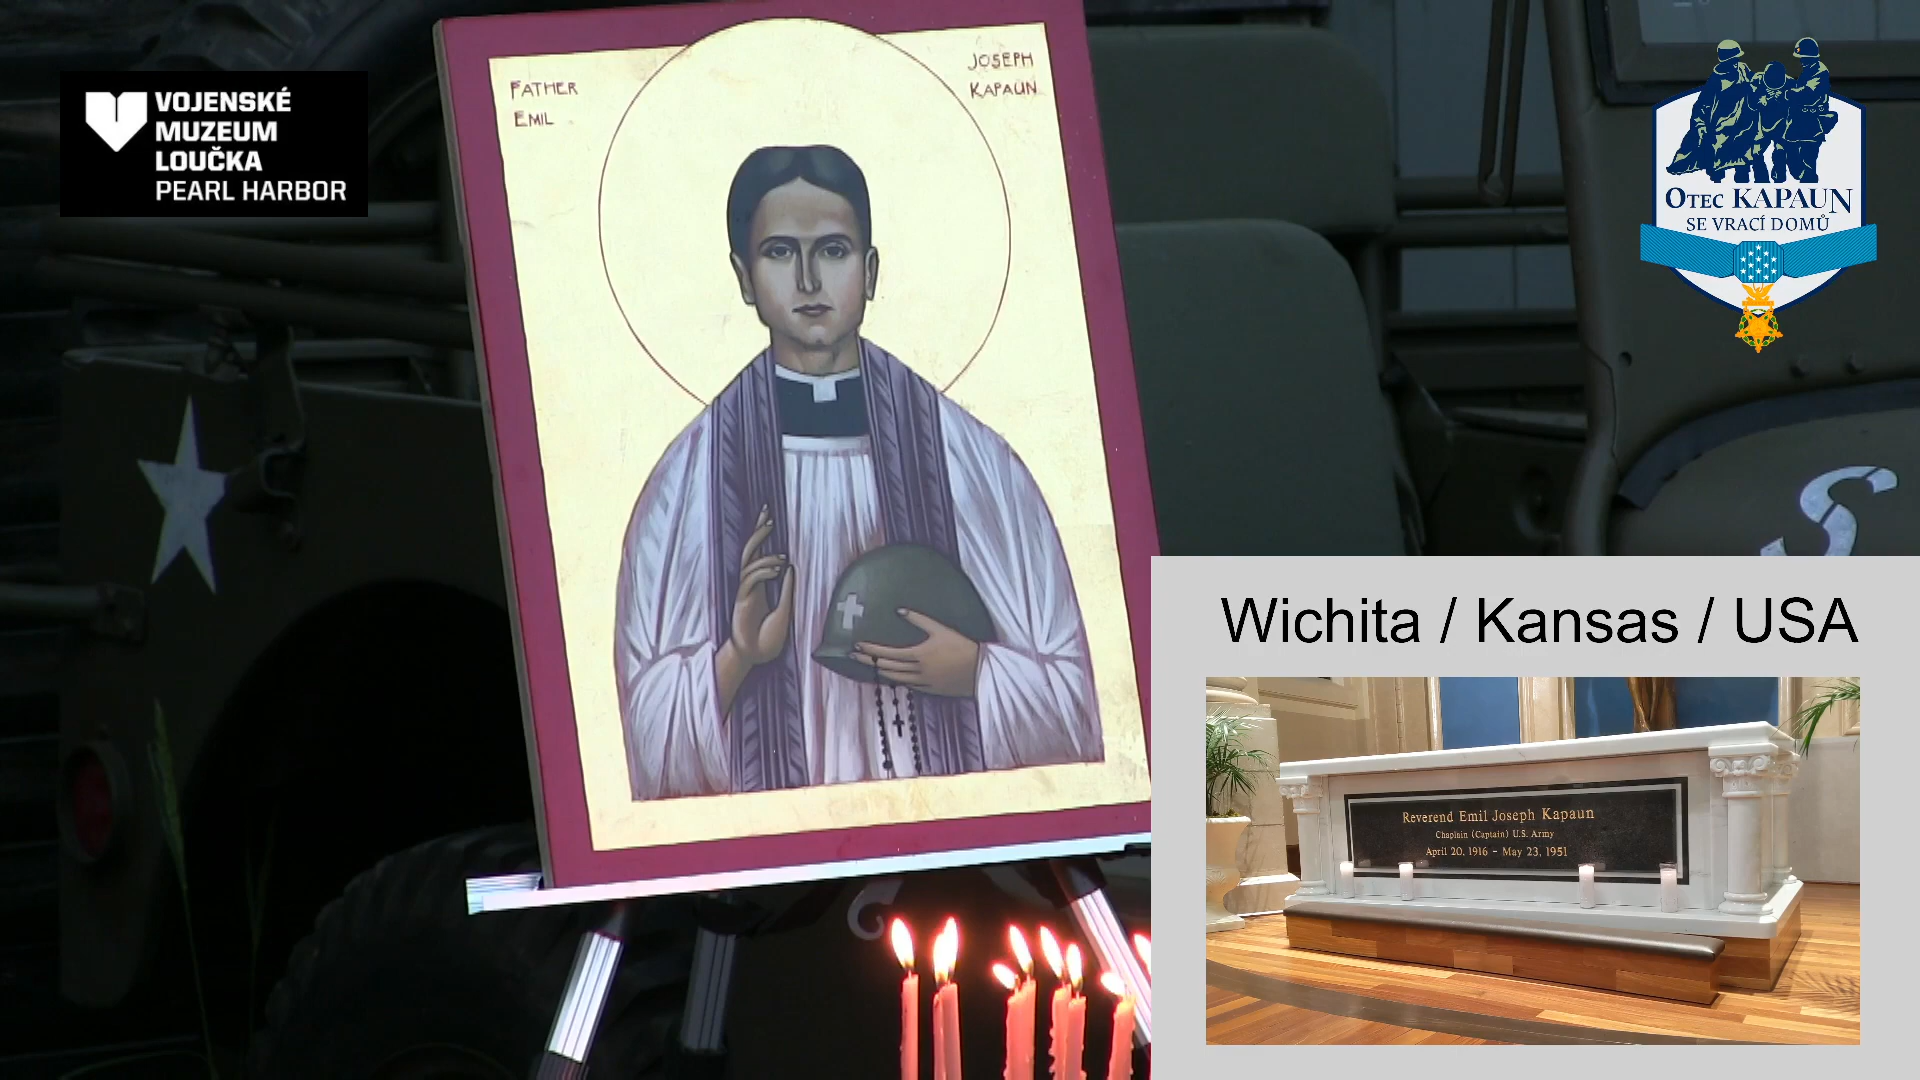 VOJENSKÉ
MUZEUM
LOUČKA
PEARL HARBOR
FATHER
EMIL
JOSEPH
KAPAUN
OTEC KAPAUN
SE VRACÍ DOMŮ
S
Wichita / Kansas / USA
Reverend Emil Joseph Kapaun
Chaplain (Captain) U.S. Army
April 20, 1916 - May 23, 1951